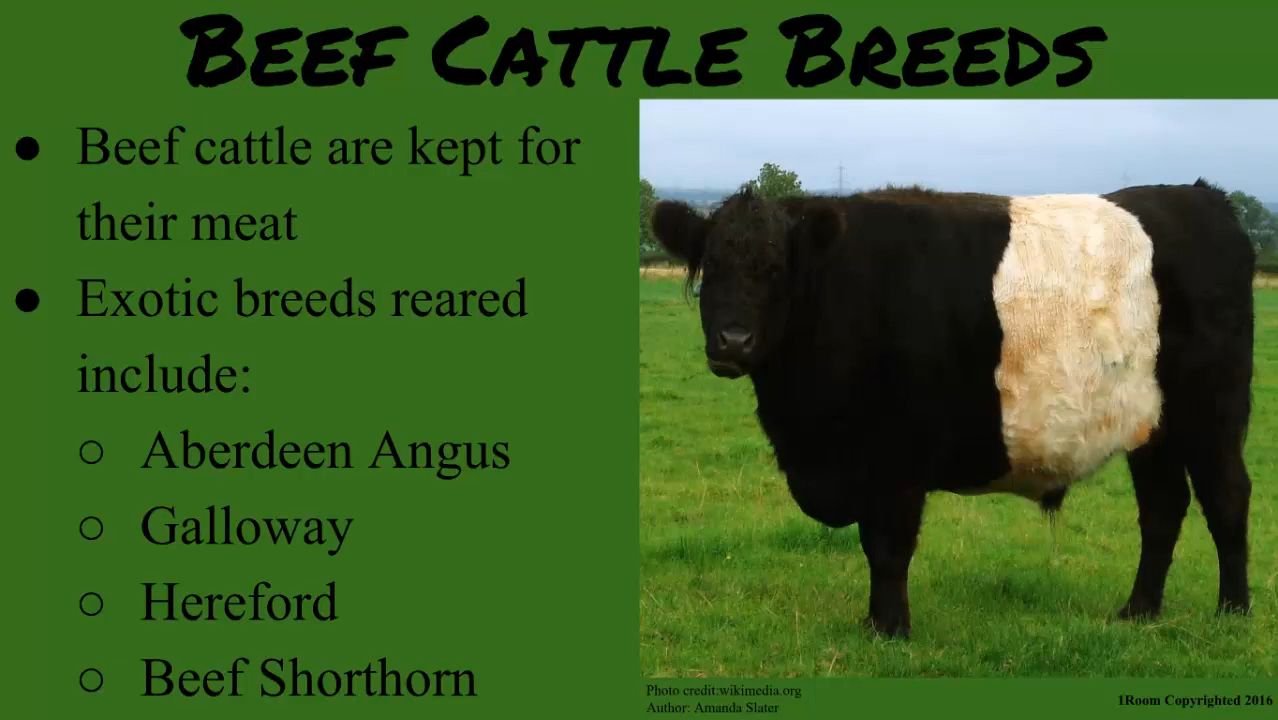 Beef Cattle Breeds
● Beef cattle are kept for
their meat
● Exotic breeds reared
include:
○ Aberdeen Angus
○ Galloway
○ Hereford
○ Beef Shorthorn
Photo credit:wikimedia.org
Author: Amanda Slater
1Room Copyrighted 2016